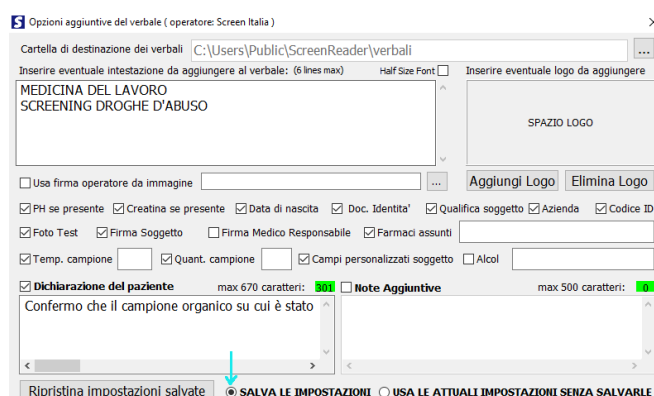 S Opzioni aggiuntive del verbale ( operatore: Screen Italia )
Cartella di destinazione dei verbali C:\Users\Public\ScreenReader\verbali ...
Inserire eventuale intestazione da aggiungere al verbale: (6 lines max) Half Size Font Inserire eventuale logo da aggiungere
MEDICINA DEL LAVORO
SCREENING DROGHE D'ABUSO
SPAZIO LOGO
Usa firma operatore da immagine ... Aggiungi Logo Elimina Logo
PH se presente Creatina se presente Data di nascita Doc. Identita' Qualifica soggetto Azienda Codice ID
Foto Test Firma Soggetto Firma Medico Responsabile Farmaci assunti
Temp. campione Quant. campione Campi personalizzati soggetto Alcol
Dichiarazione del paziente max 670 caratteri: 301 Note Aggiuntive max 500 caratteri: 0
Confermo che il campione organico su cui è stato
Ripristina impostazioni salvate SALVA LE IMPOSTAZIONI USA LE ATTUALI IMPOSTAZIONI SENZA SALVARLE